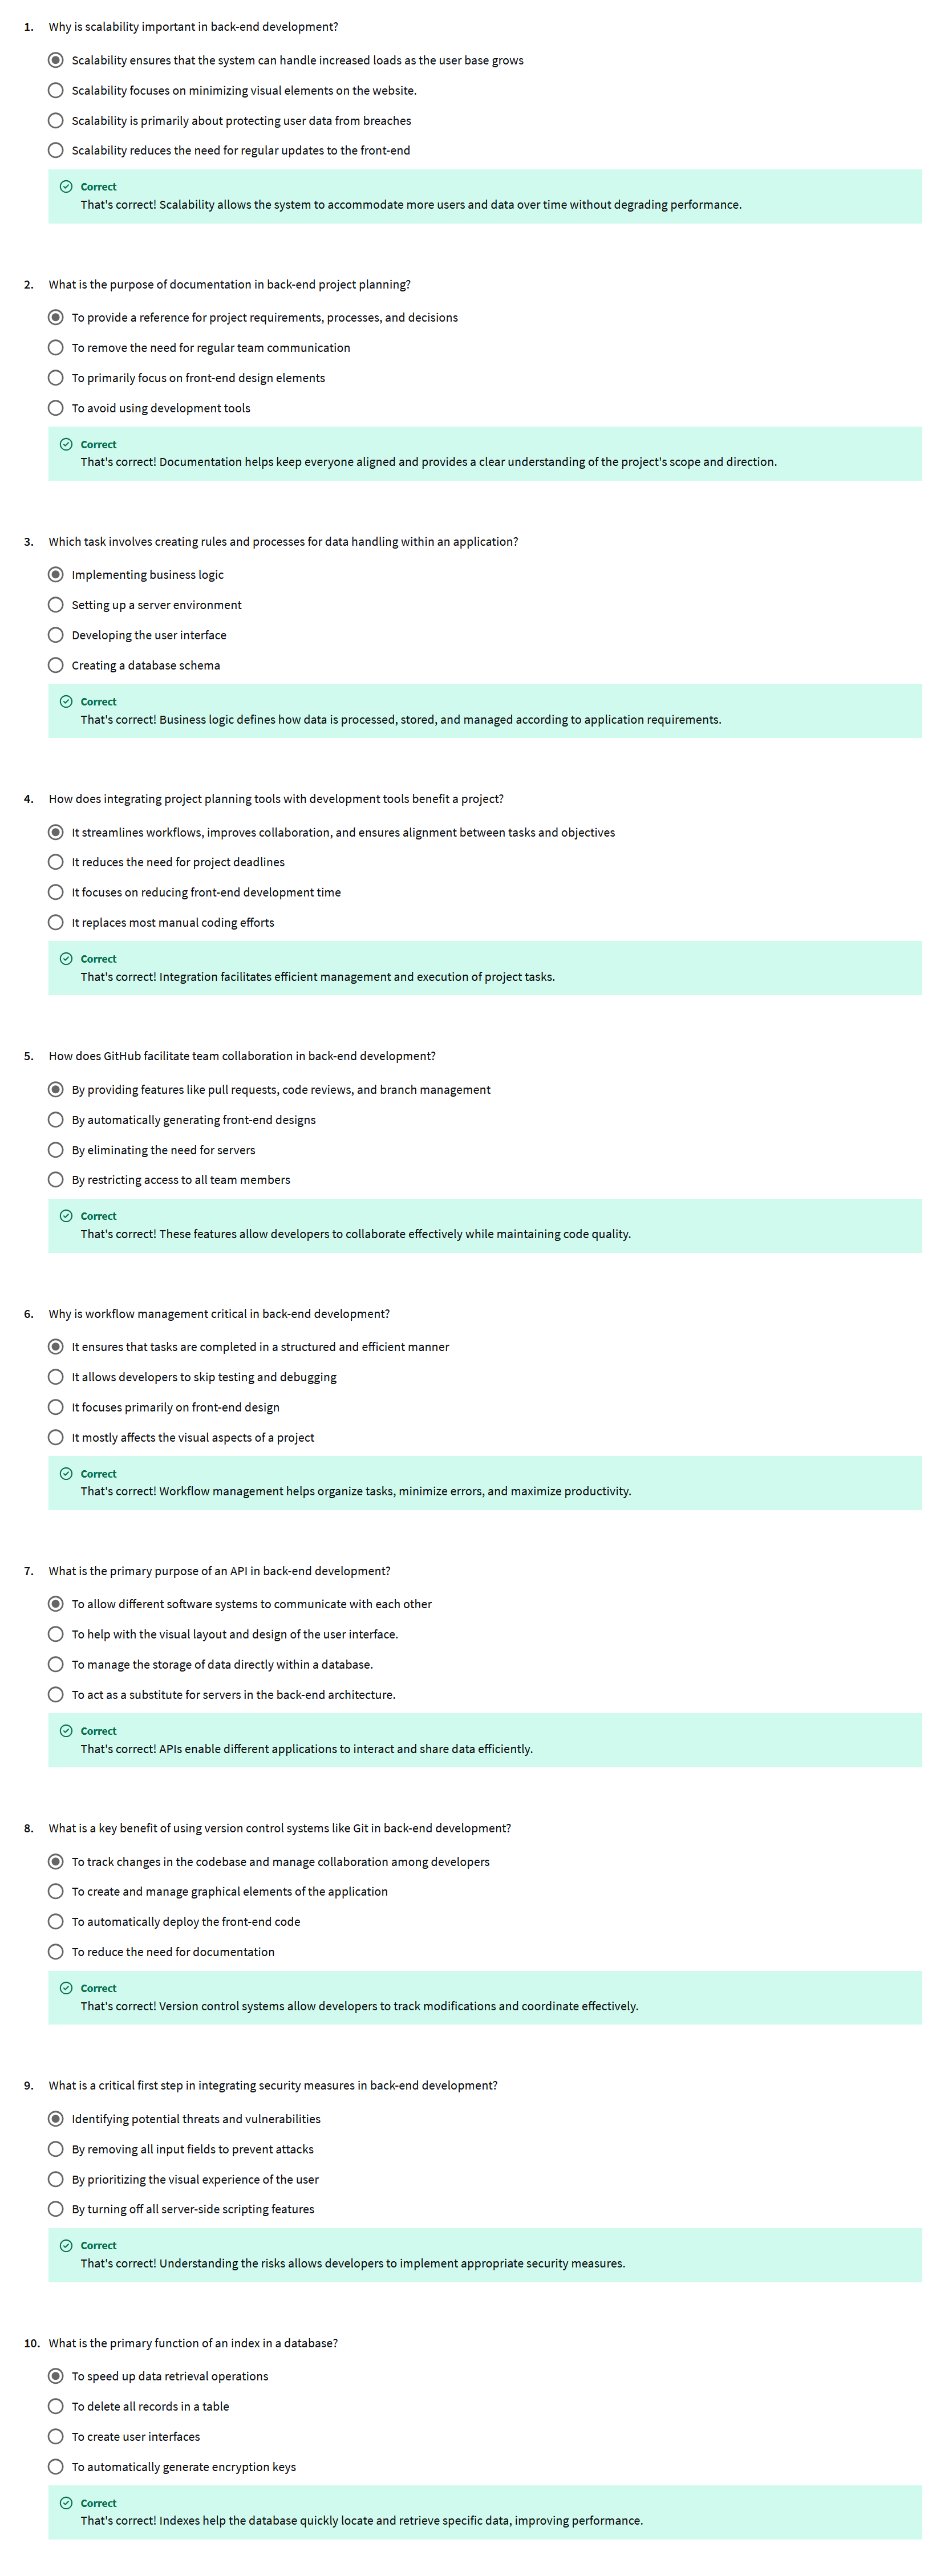 1. Why is scalability important in back-end development?
Scalability ensures that the system can handle increased loads as the user base grows
Scalability focuses on minimizing visual elements on the website.
Scalability is primarily about protecting user data from breaches
Scalability reduces the need for regular updates to the front-end
Correct
That's correct! Scalability allows the system to accommodate more users and data over time without degrading performance.
2. What is the purpose of documentation in back-end project planning?
To provide a reference for project requirements, processes, and decisions
To remove the need for regular team communication
To primarily focus on front-end design elements
To avoid using development tools
Correct
That's correct! Documentation helps keep everyone aligned and provides a clear understanding of the project's scope and direction.
3. Which task involves creating rules and processes for data handling within an application?
Implementing business logic
Setting up a server environment
Developing the user interface
Creating a database schema
Correct
That's correct! Business logic defines how data is processed, stored, and managed according to application requirements.
4. How does integrating project planning tools with development tools benefit a project?
It streamlines workflows, improves collaboration, and ensures alignment between tasks and objectives
It reduces the need for project deadlines
It focuses on reducing front-end development time
It replaces most manual coding efforts
Correct
That's correct! Integration facilitates efficient management and execution of project tasks.
5. How does GitHub facilitate team collaboration in back-end development?
By providing features like pull requests, code reviews, and branch management
By automatically generating front-end designs
By eliminating the need for servers
By restricting access to all team members
Correct
That's correct! These features allow developers to collaborate effectively while maintaining code quality.
6. Why is workflow management critical in back-end development?
It ensures that tasks are completed in a structured and efficient manner
It allows developers to skip testing and debugging
It focuses primarily on front-end design
It mostly affects the visual aspects of a project
Correct
That's correct! Workflow management helps organize tasks, minimize errors, and maximize productivity.
7. What is the primary purpose of an API in back-end development?
To allow different software systems to communicate with each other
To help with the visual layout and design of the user interface.
To manage the storage of data directly within a database.
To act as a substitute for servers in the back-end architecture.
Correct
That's correct! APIs enable different applications to interact and share data efficiently.
8. What is a key benefit of using version control systems like Git in back-end development?
To track changes in the codebase and manage collaboration among developers
To create and manage graphical elements of the application
To automatically deploy the front-end code
To reduce the need for documentation
Correct
That's correct! Version control systems allow developers to track modifications and coordinate effectively.
9. What is a critical first step in integrating security measures in back-end development?
Identifying potential threats and vulnerabilities
By removing all input fields to prevent attacks
By prioritizing the visual experience of the user
By turning off all server-side scripting features
Correct
That's correct! Understanding the risks allows developers to implement appropriate security measures.
10. What is the primary function of an index in a database?
To speed up data retrieval operations
To delete all records in a table
To create user interfaces
To automatically generate encryption keys
Correct
That's correct! Indexes help the database quickly locate and retrieve specific data, improving performance.